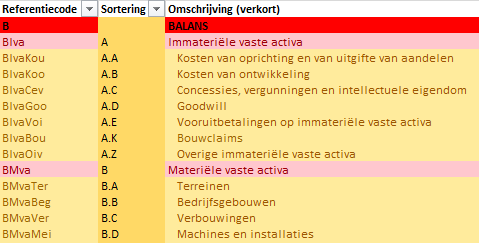 Referentiecode Sortering Omschrijving (verkort)
B BALANS
BIva A Immateriële vaste activa
BIvaKou A.A Kosten van oprichting en van uitgifte van aandelen
BIvaKoo A.B Kosten van ontwikkeling
BIvaCev A.C Concessies, vergunningen en intellectuele eigendom
BIvaGoo A.D Goodwill
BIvaVoi A.E Vooruitbetalingen op immateriële vaste activa
BIvaBou A.K Bouwclaims
BIvaOiv A.Z Overige immateriële vaste activa
BMva B Materiële vaste activa
BMvaTer B.A Terreinen
BMvaBeg B.B Bedrijfsgebouwen
BMvaVer B.C Verbouwingen
BMvaMei B.D Machines en installaties